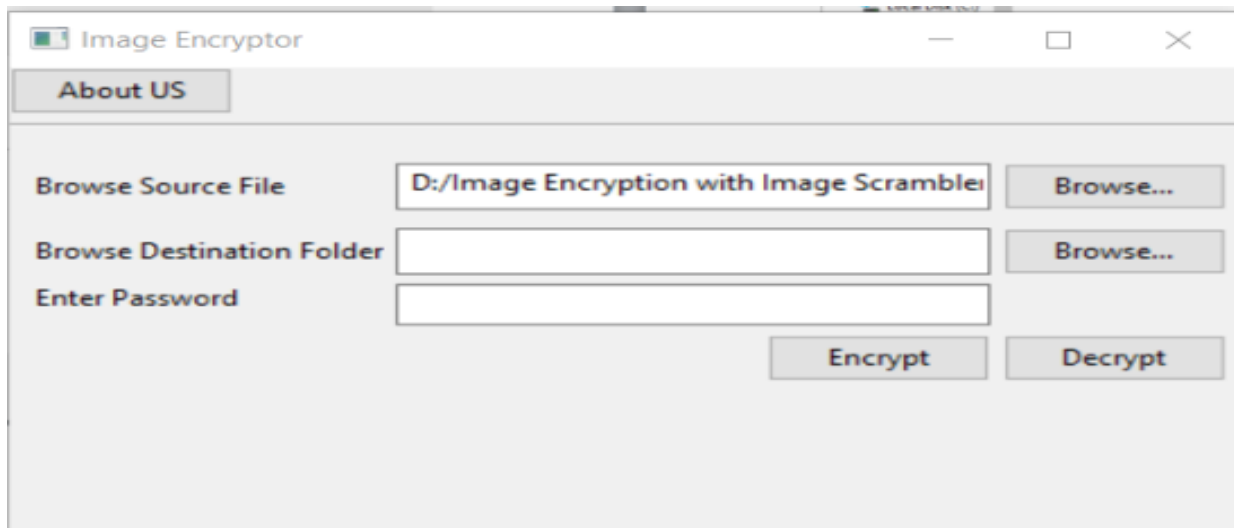 Image Encryptor
About US
Browse Source File D:/Image Encryption with Image Scrambler Browse...
Browse Destination Folder Browse...
Enter Password
Encrypt Decrypt